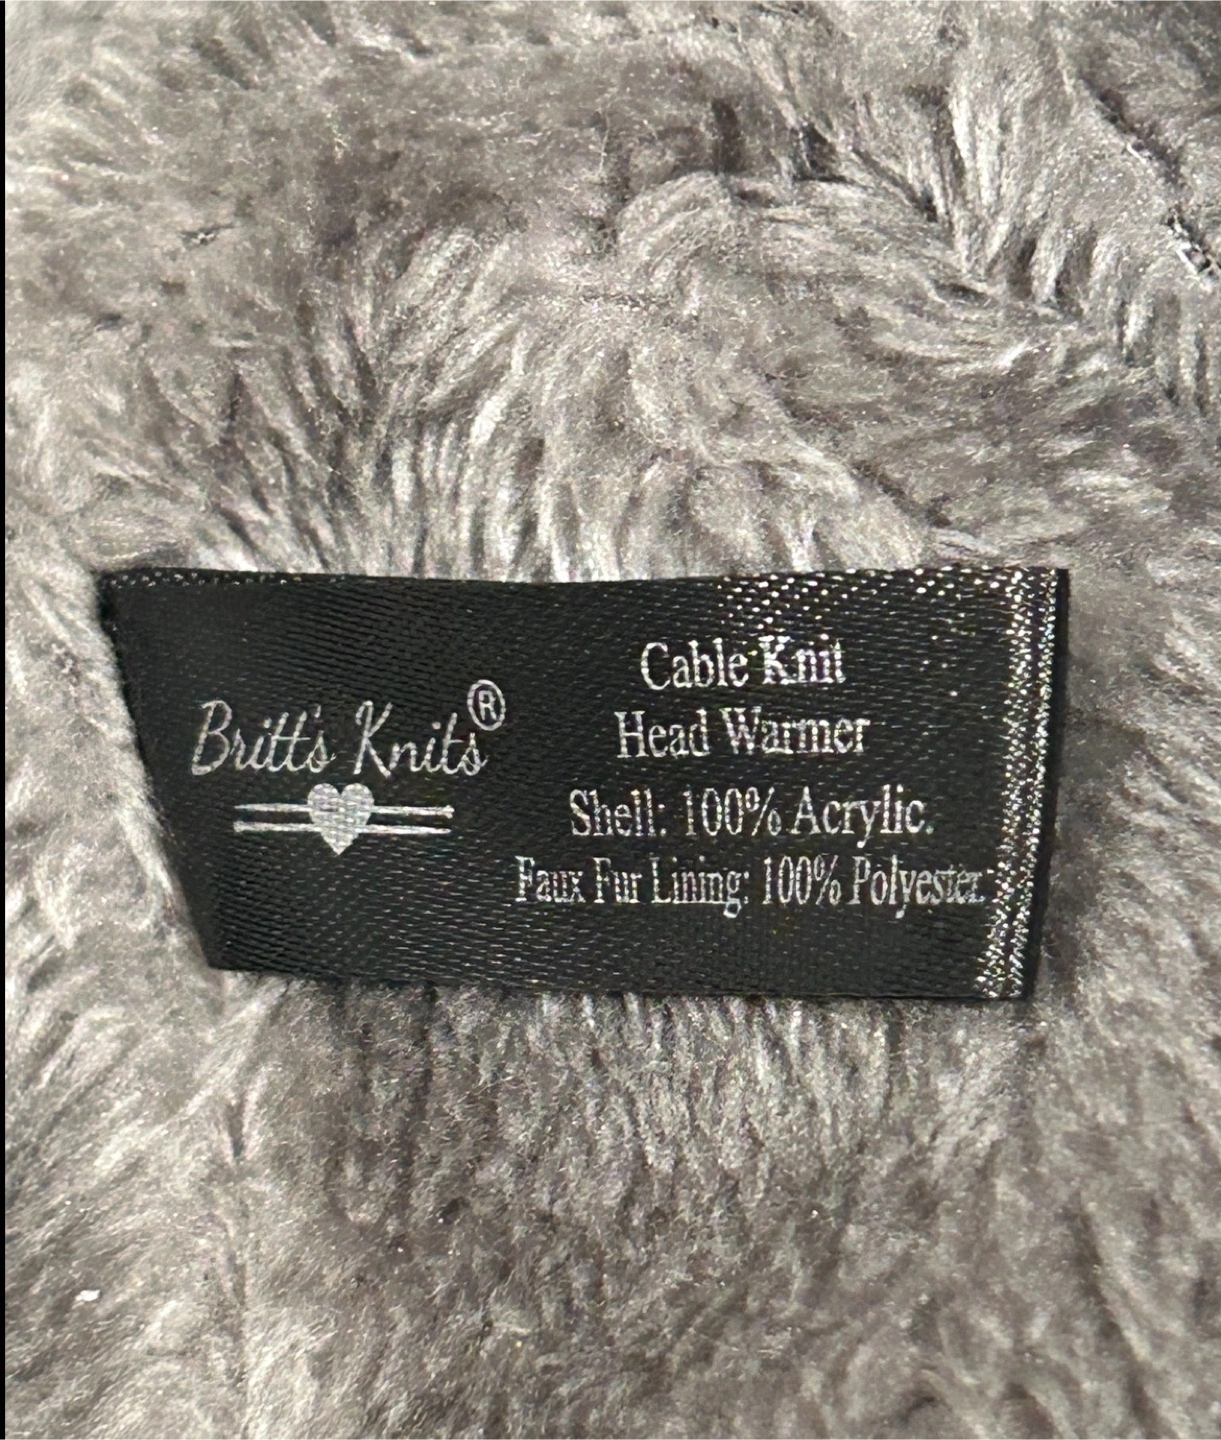 Britt's Knits®
Cable Knit
Head Warmer
Shell: 100% Acrylic.
Faux Fur Lining: 100% Polyester.